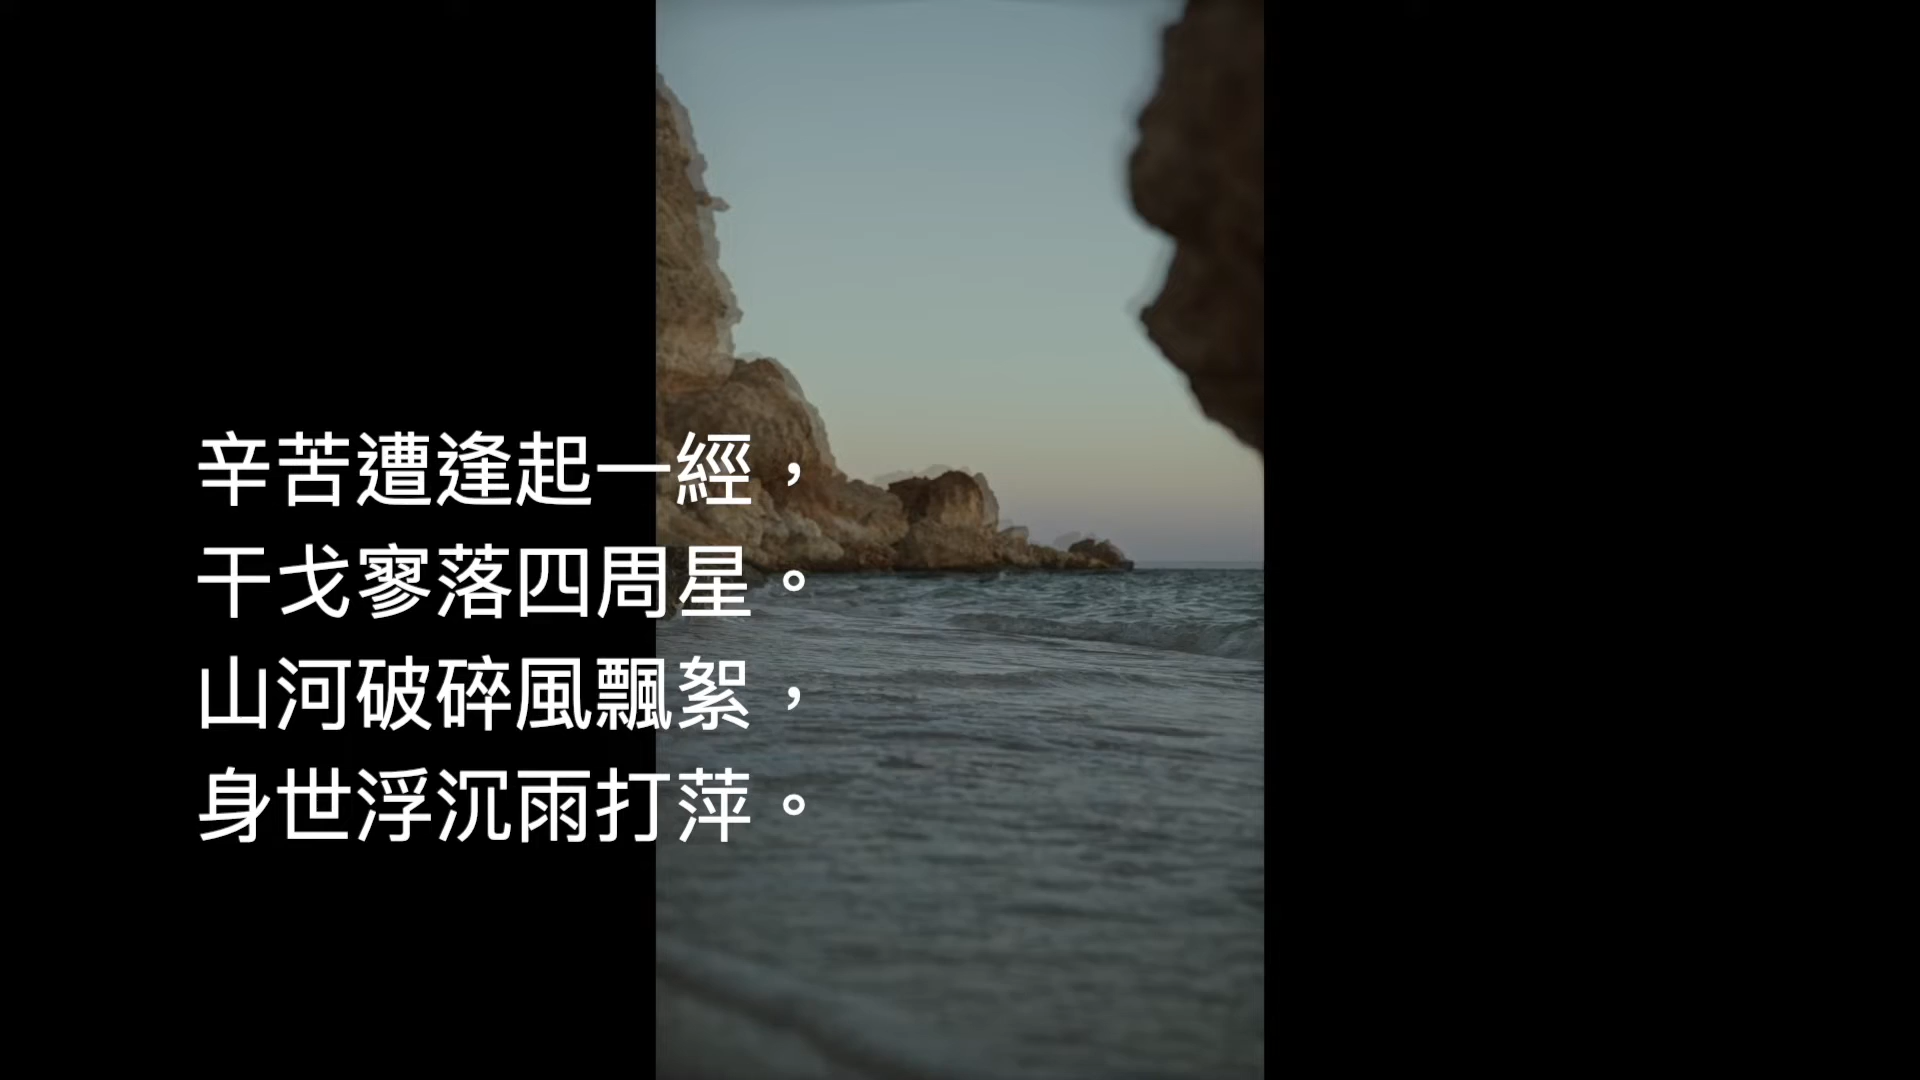 辛苦遭逢起一經，
干戈寥落四周星。
山河破碎風飄絮，
身世浮沉雨打萍。